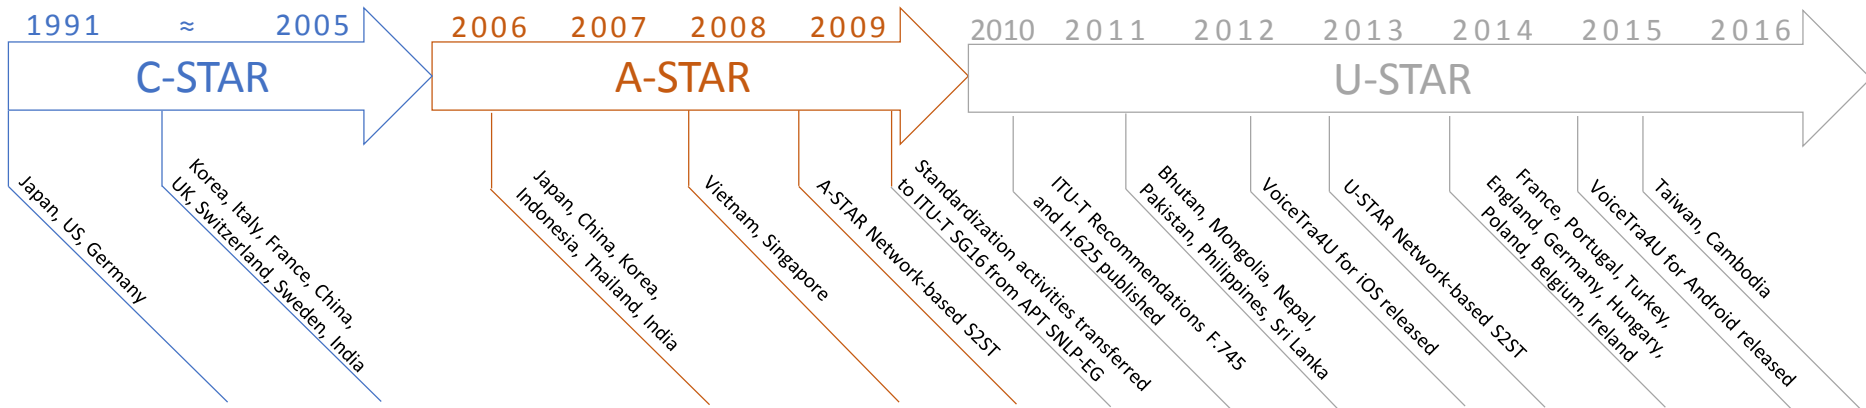 1991 ≈ 2005
C-STAR
2006 2007 2008 2009
A-STAR
2010 2011 2012 2013 2014 2015 2016
U-STAR
Japan, US, Germany
Korea, Italy, France, China,
UK, Switzerland, Sweden, India
Japan, China, Korea,
Indonesia, Thailand, India
Vietnam, Singapore
A-STAR Network-based S2ST
Standardization activities transferred
to ITU-T SG16 from APT SNLP-EG
ITU-T Recommendations F.745
and H.625 published
Bhutan, Mongolia, Nepal,
Pakistan, Philippines, Sri Lanka
VoiceTra4U for iOS released
U-STAR Network-based S2ST
France, Portugal, Turkey,
England, Germany, Hungary,
Poland, Belgium, Ireland
VoiceTra4U for Android released
Taiwan, Cambodia